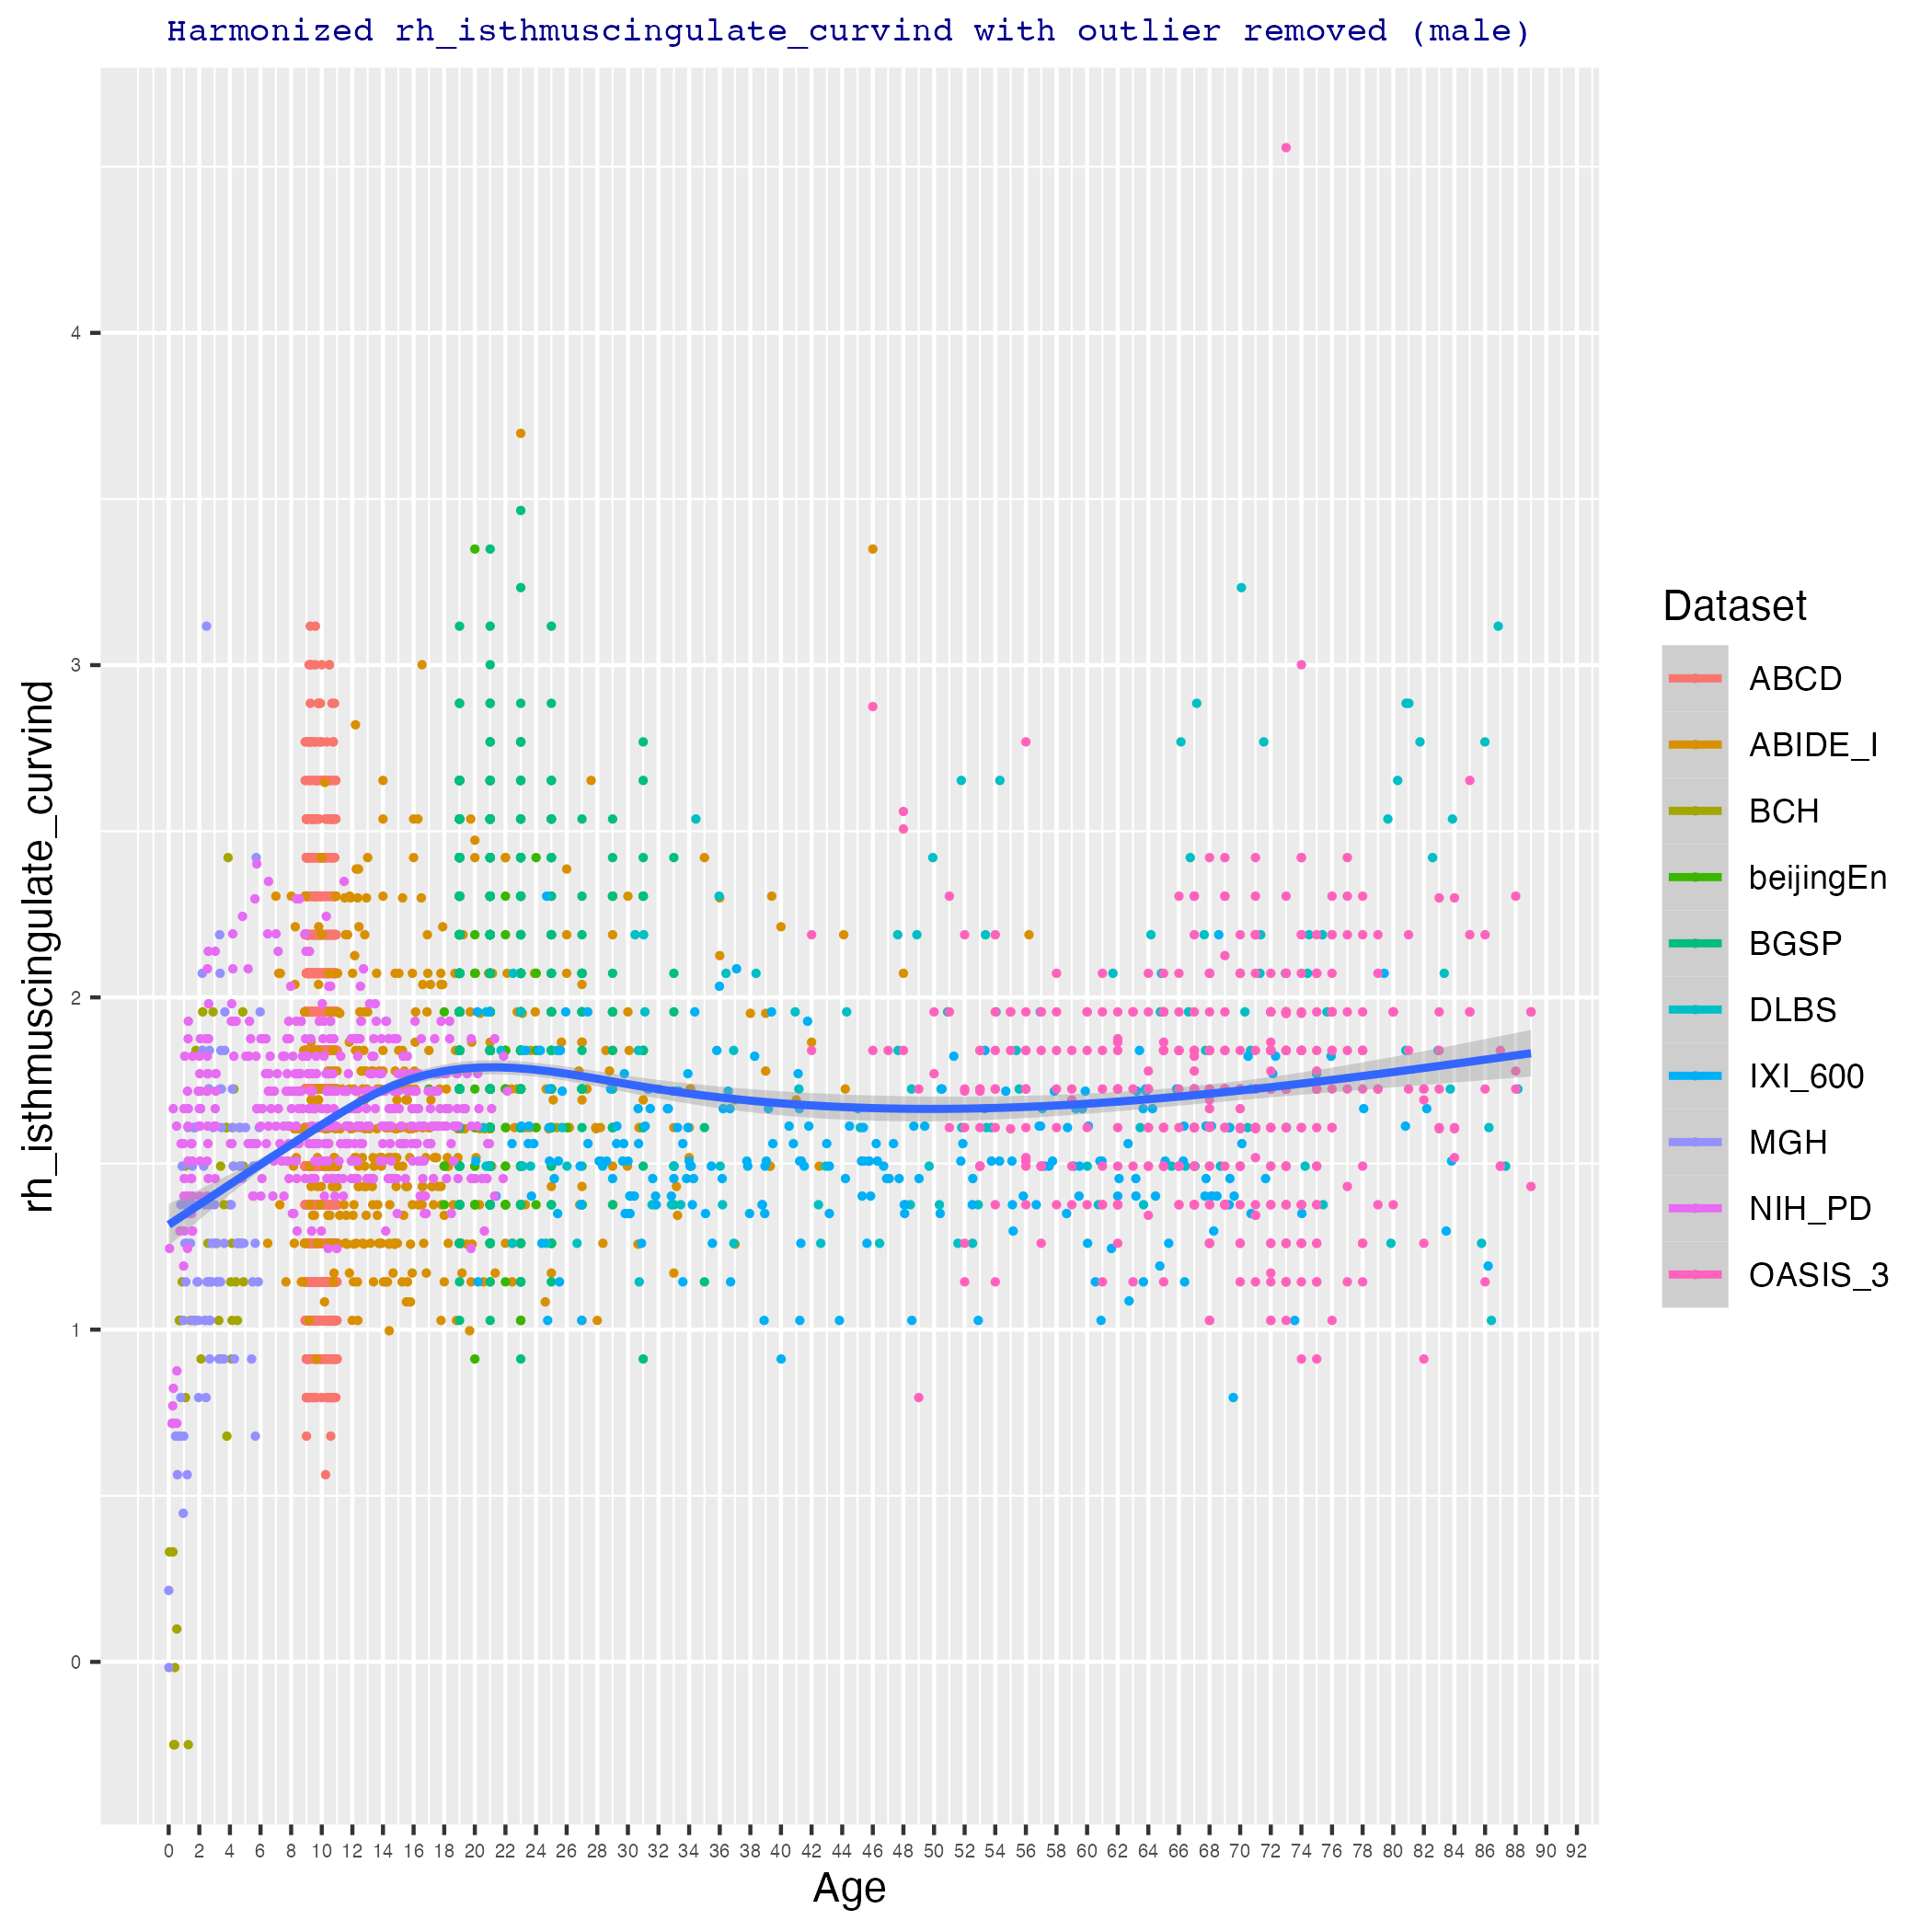 Harmonized rh_isthmuscingulate_curvind with outlier removed (male)
rh_isthmuscingulate_curvind
4
3
2
1
0
0 2 4 6 8 10 12 14 16 18 20 22 24 26 28 30 32 34 36 38 40 42 44 46 48 50 52 54 56 58 60 62 64 66 68 70 72 74 76 78 80 82 84 86 88 90 92
Age
Dataset
ABCD
ABIDE_I
BCH
beijingEn
BGSP
DLBS
IXI_600
MGH
NIH_PD
OASIS_3